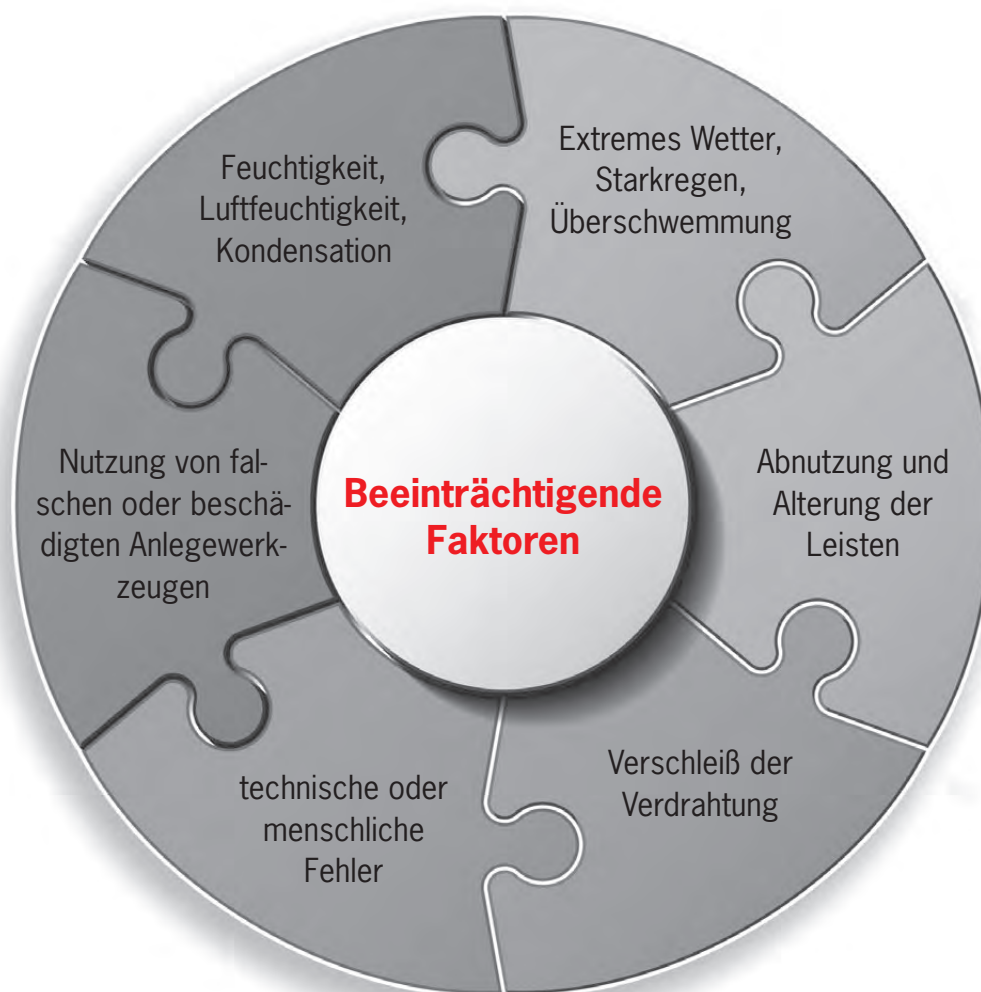 Beeinträchtigende
Faktoren
Extremes Wetter,
Starkregen,
Überschwemmung
Abnutzung und
Alterung der
Leisten
Verschleiß der
Verdrahtung
technische oder
menschliche
Fehler
Nutzung von fal-
schen oder beschä-
digten Anlegewerk-
zeugen
Feuchtigkeit,
Luftfeuchtigkeit,
Kondensation